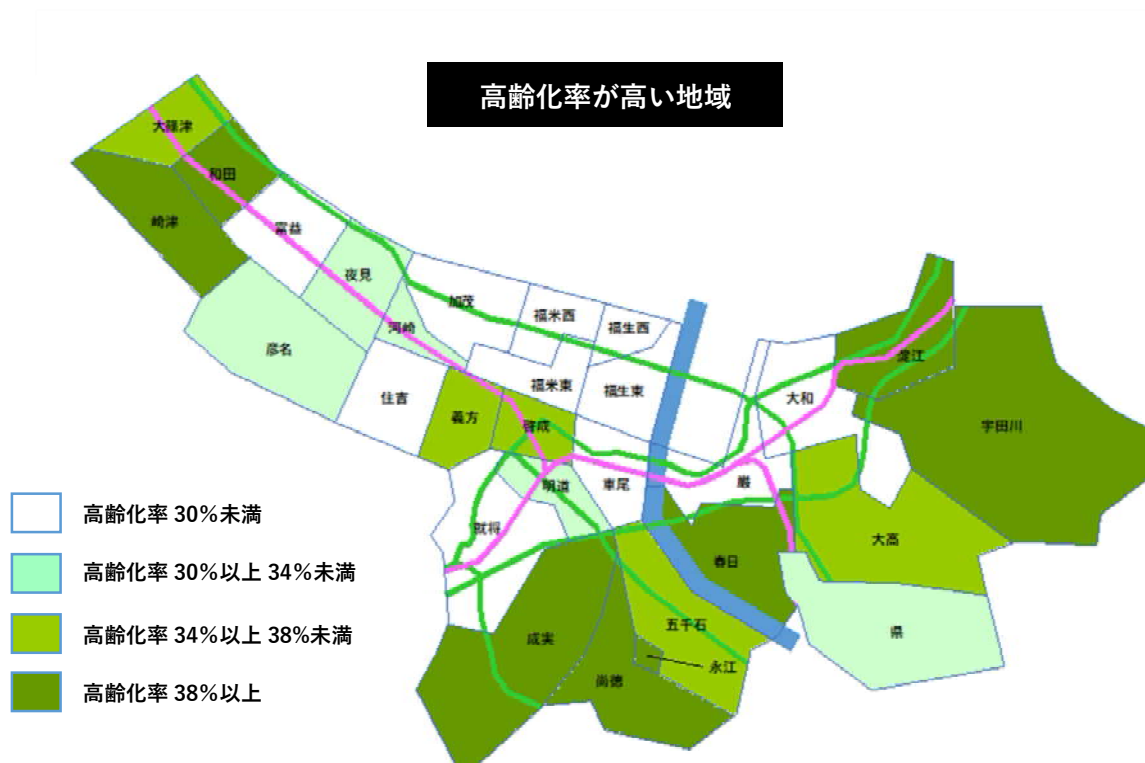 高齢化率が高い地域
大篠津
和田
崎津
富益
夜見
加茂
福米西
福生西
河崎
彦名
淀江
福米東
福生東
大和
住吉
義方
啓成
宇田川
明道
車尾
巌
就将
大高
春日
五千石
県
成実
永江
尚徳
高齢化率 30%未満
高齢化率 30%以上 34%未満
高齢化率 34%以上 38%未満
高齢化率 38%以上